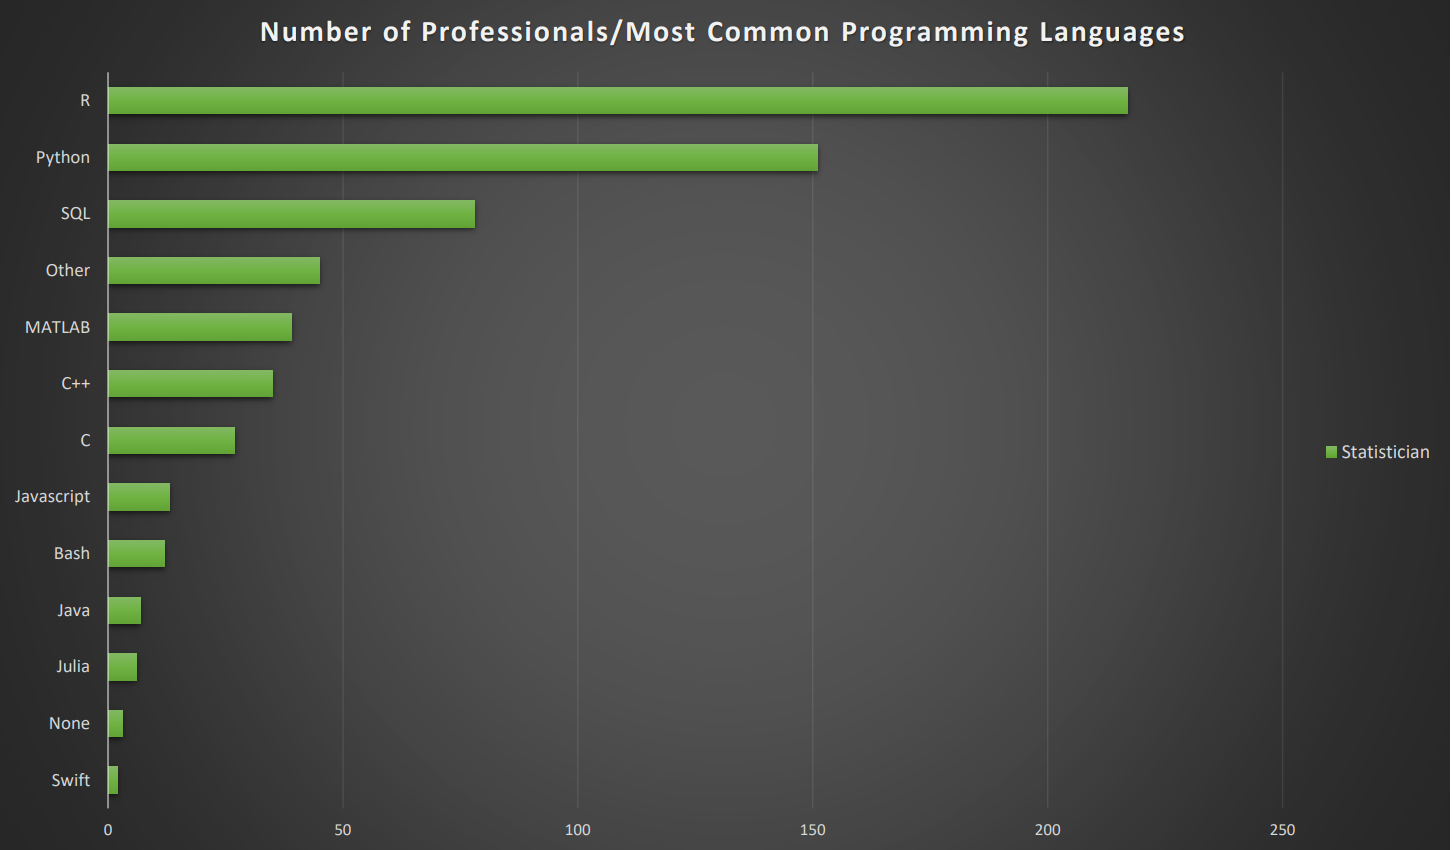 Number of Professionals/Most Common Programming Languages
R
Python
SQL
Other
MATLAB
C++
C
Javascript
Bash
Java
Julia
None
Swift
0 50 100 150 200 250
Statistician